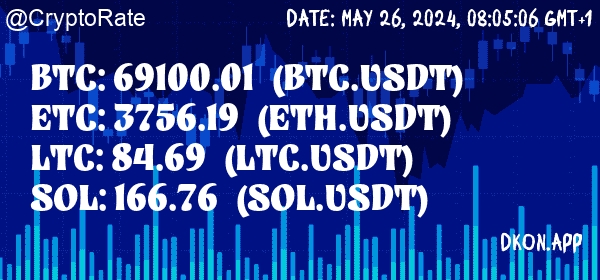 @CryptoRate
DATE: MAY 26, 2024, 08:05:06 GMT+1
BTC: 69100.01 (BTC.USDT)
ETC: 3756.19 (ETH.USDT)
LTC: 84.69 (LTC.USDT)
SOL: 166.76 (SOL.USDT)
DKON.APP